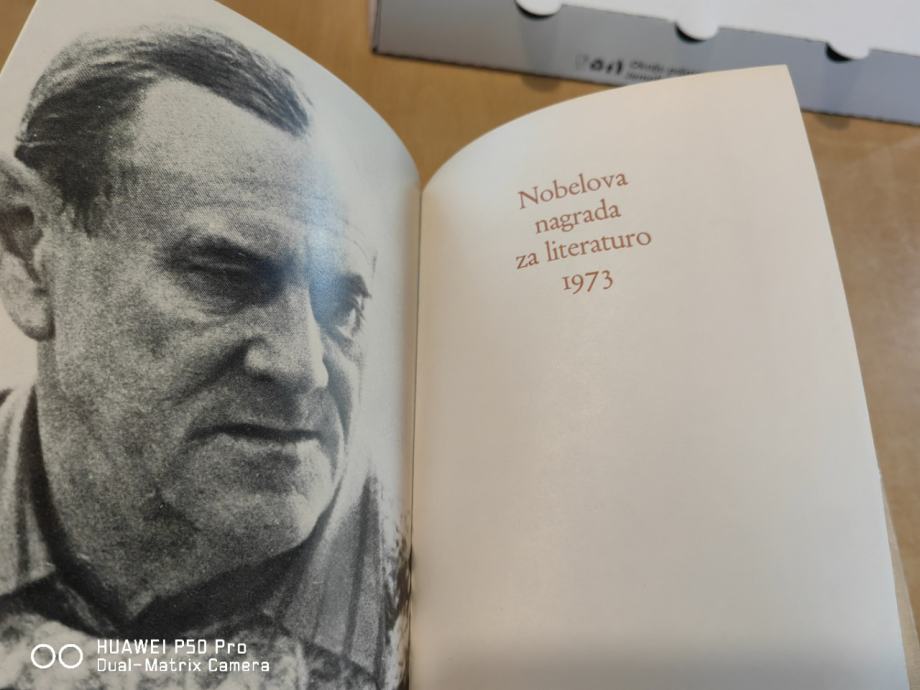 Nobelova
nagrada
za literaturo
1973
HUAWEI P50 Pro
Dual-Matrix Camera